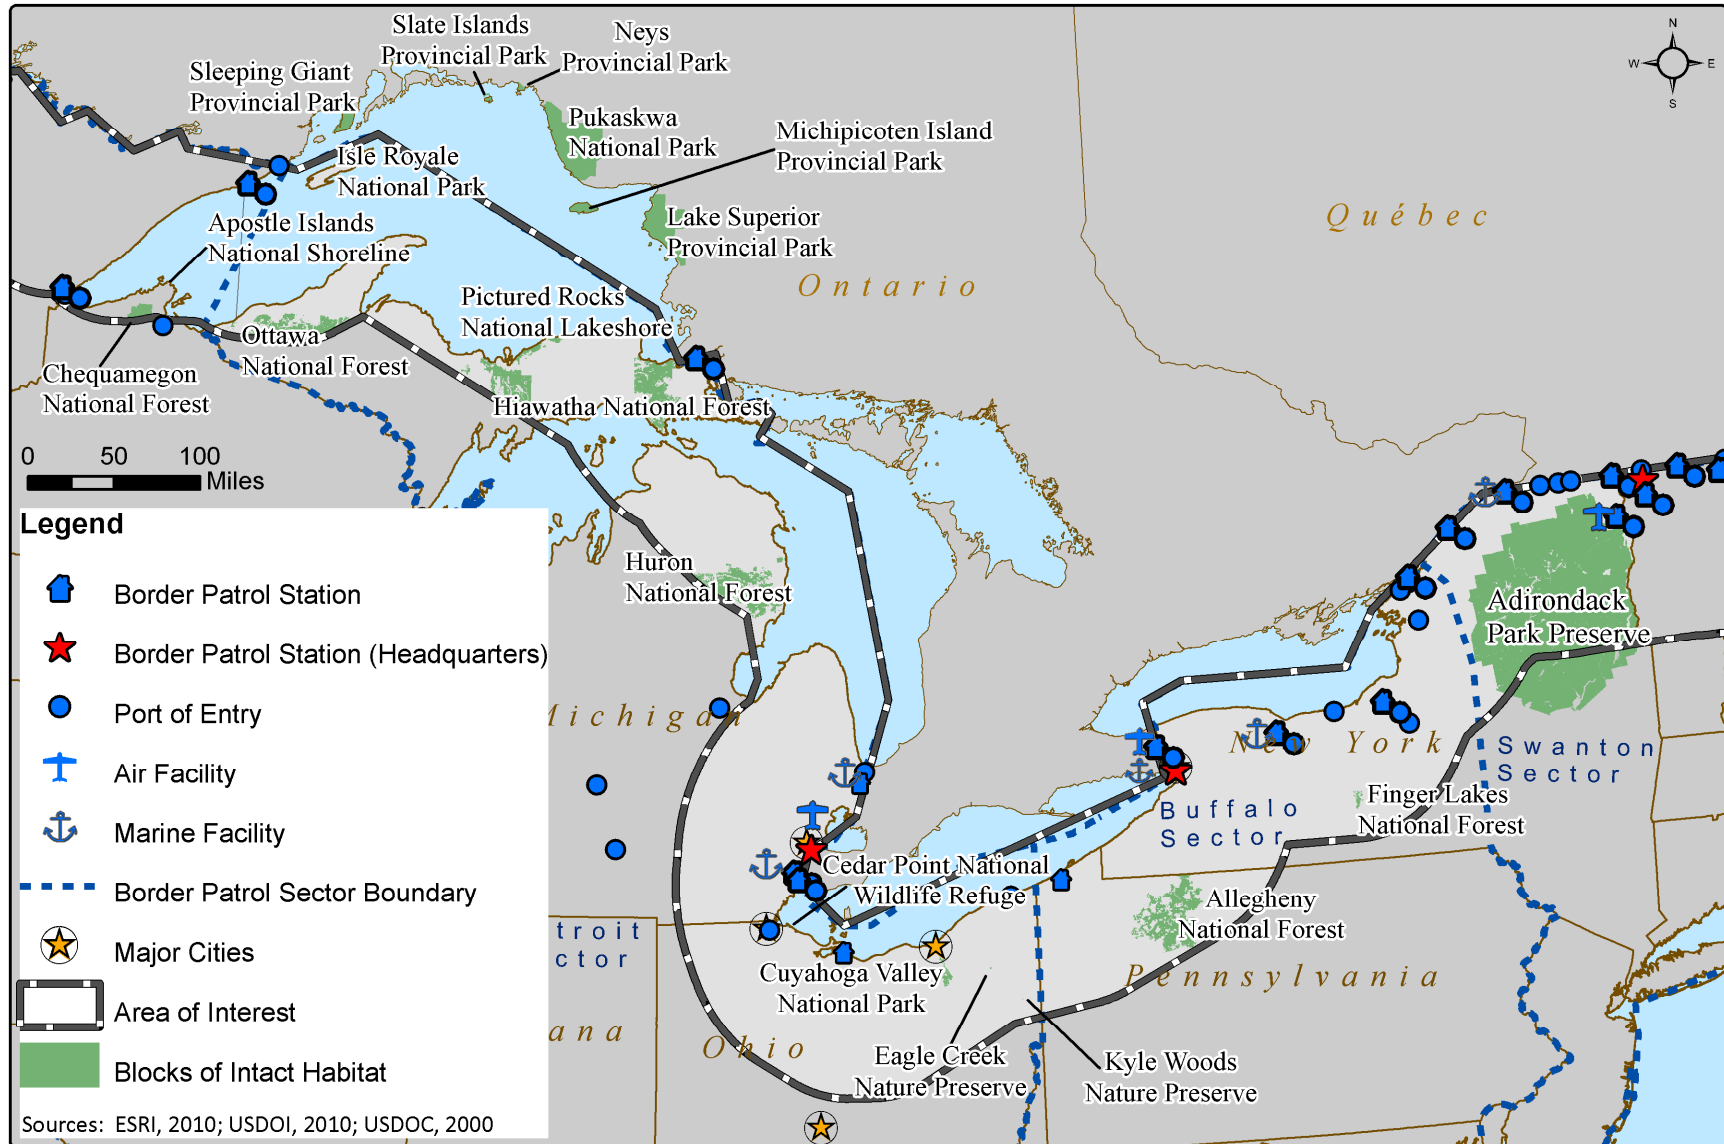 Slate Islands
Provincial Park
Neys
Provincial Park
N
W E
S
Sleeping Giant
Provincial Park
Pukaskwa
National Park
Michipicoten Island
Provincial Park
Isle Royale
National Park
Québec
Apostle Islands
National Shoreline
Lake Superior
Provincial Park
Ontario
Pictured Rocks
National Lakeshore
Ottawa
National Forest
Chequamegon
National Forest
Hiawatha National Forest
0 50 100
Miles
Legend
Border Patrol Station
Border Patrol Station (Headquarters)
Port of Entry
Air Facility
Marine Facility
Border Patrol Sector Boundary
Major Cities
Area of Interest
Blocks of Intact Habitat
Sources: ESRI, 2010; USDOI, 2010; USDOC, 2000
Huron
National Forest
Adirondack
Park Preserve
Michigan
New York
Swanton
Sector
Buffalo
Sector
Finger Lakes
National Forest
Cedar Point National
Wildlife Refuge
Allegheny
National Forest
troit
ctor
Cuyahoga Valley
National Park
Pennsylvania
ana
Ohio
Eagle Creek
Nature Preserve
Kyle Woods
Nature Preserve